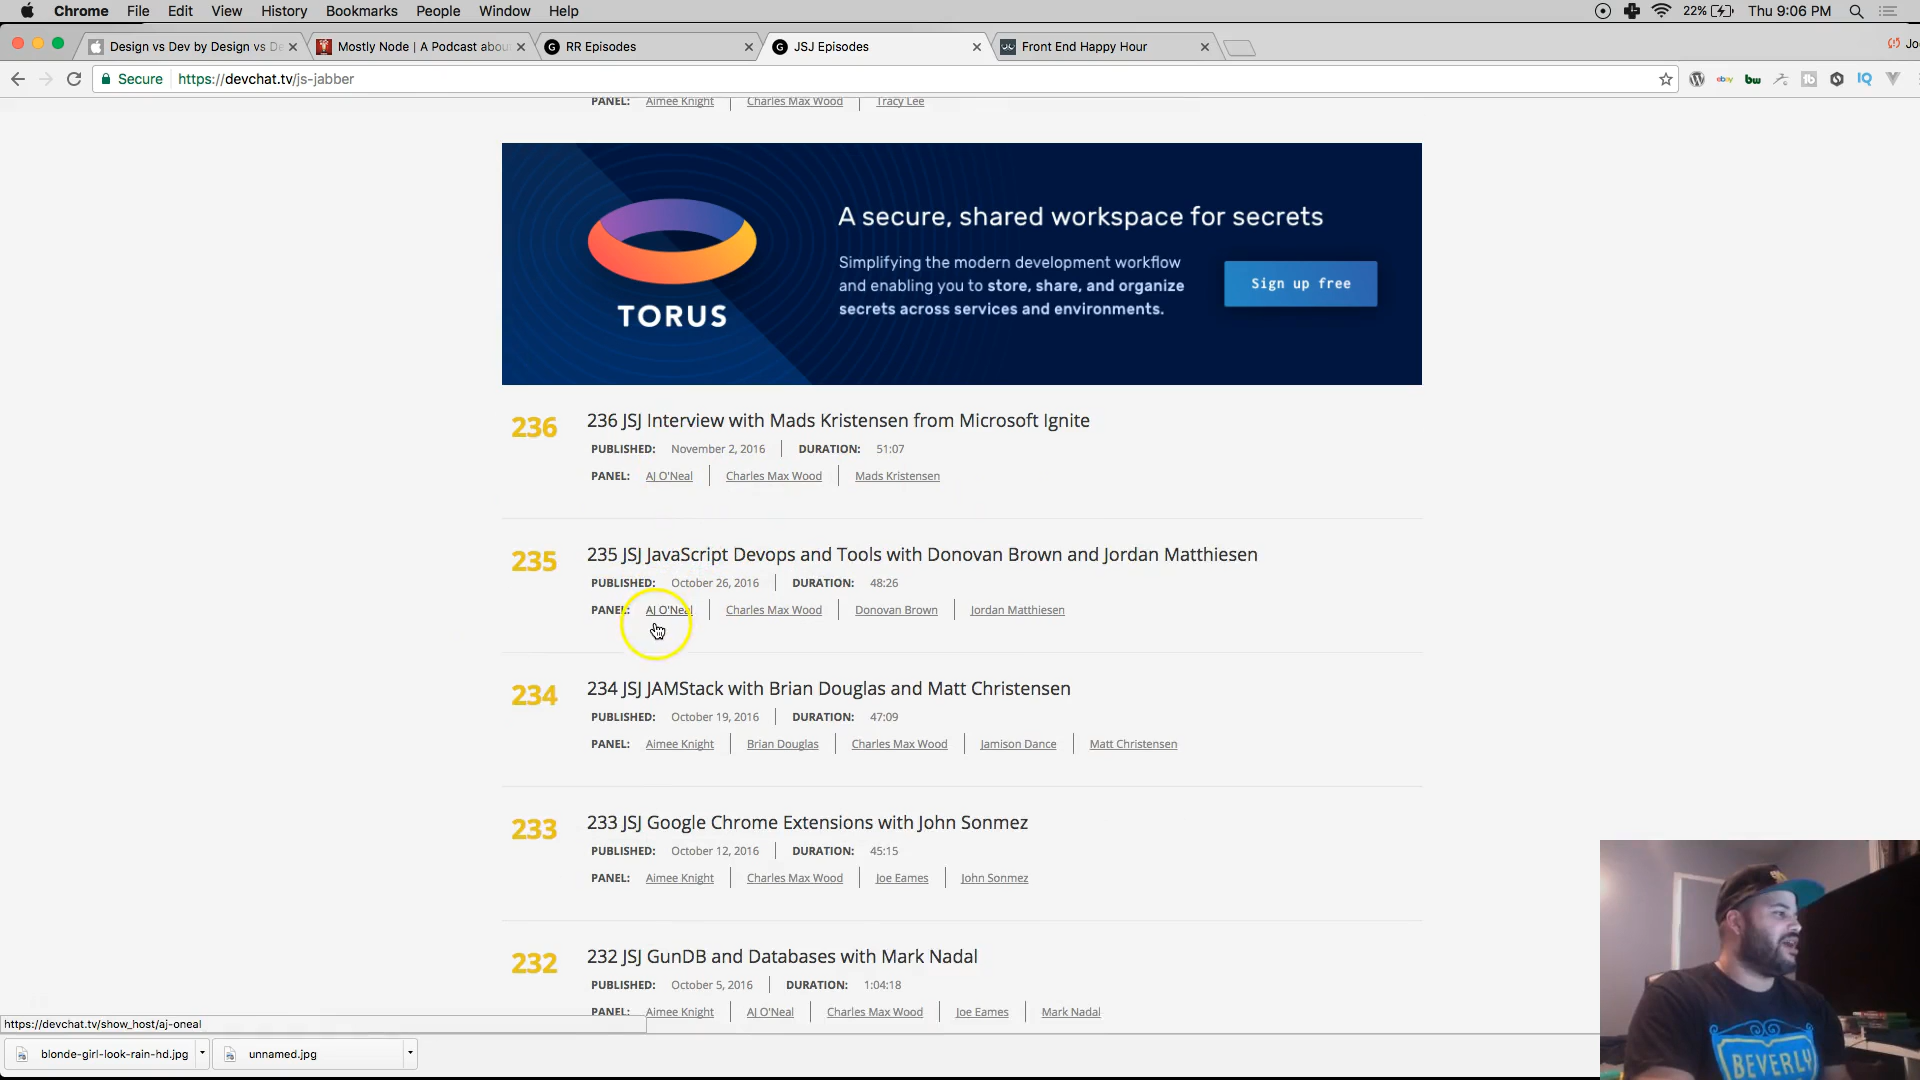 Chrome File Edit View History Bookmarks People Window Help 22% Thu 9:06 PM
Design vs Dev by Design vs De
Mostly Node | A Podcast abou
RR Episodes
JSJ Episodes
Front End Happy Hour
Secure https://devchat.tv/js-jabber
PANEL: Aimee Knight Charles Max Wood Tracy Lee
TORUS
A secure, shared workspace for secrets
Simplifying the modern development workflow
and enabling you to store, share, and organize
secrets across services and environments.
Sign up free
236 236 JSJ Interview with Mads Kristensen from Microsoft Ignite
PUBLISHED: November 2, 2016 DURATION: 51:07
PANEL: AJ O'Neal Charles Max Wood Mads Kristensen
235 235 JSJ JavaScript Devops and Tools with Donovan Brown and Jordan Matthiesen
PUBLISHED: October 26, 2016 DURATION: 48:26
PANEL: AJ O'Neal Charles Max Wood Donovan Brown Jordan Matthiesen
234 234 JSJ JAMStack with Brian Douglas and Matt Christensen
PUBLISHED: October 19, 2016 DURATION: 47:09
PANEL: Aimee Knight Brian Douglas Charles Max Wood Jamison Dance Matt Christensen
233 233 JSJ Google Chrome Extensions with John Sonmez
PUBLISHED: October 12, 2016 DURATION: 45:15
PANEL: Aimee Knight Charles Max Wood Joe Eames John Sonmez
232 232 JSJ GunDB and Databases with Mark Nadal
PUBLISHED: October 5, 2016 DURATION: 1:04:18
PANEL: Aimee Knight AJ O'Neal Charles Max Wood Joe Eames Mark Nadal
https://devchat.tv/show_host/aj-oneal
blonde-girl-look-rain-hd.jpg
unnamed.jpg
BEVERLY
Jo
ebay
bw
IQ